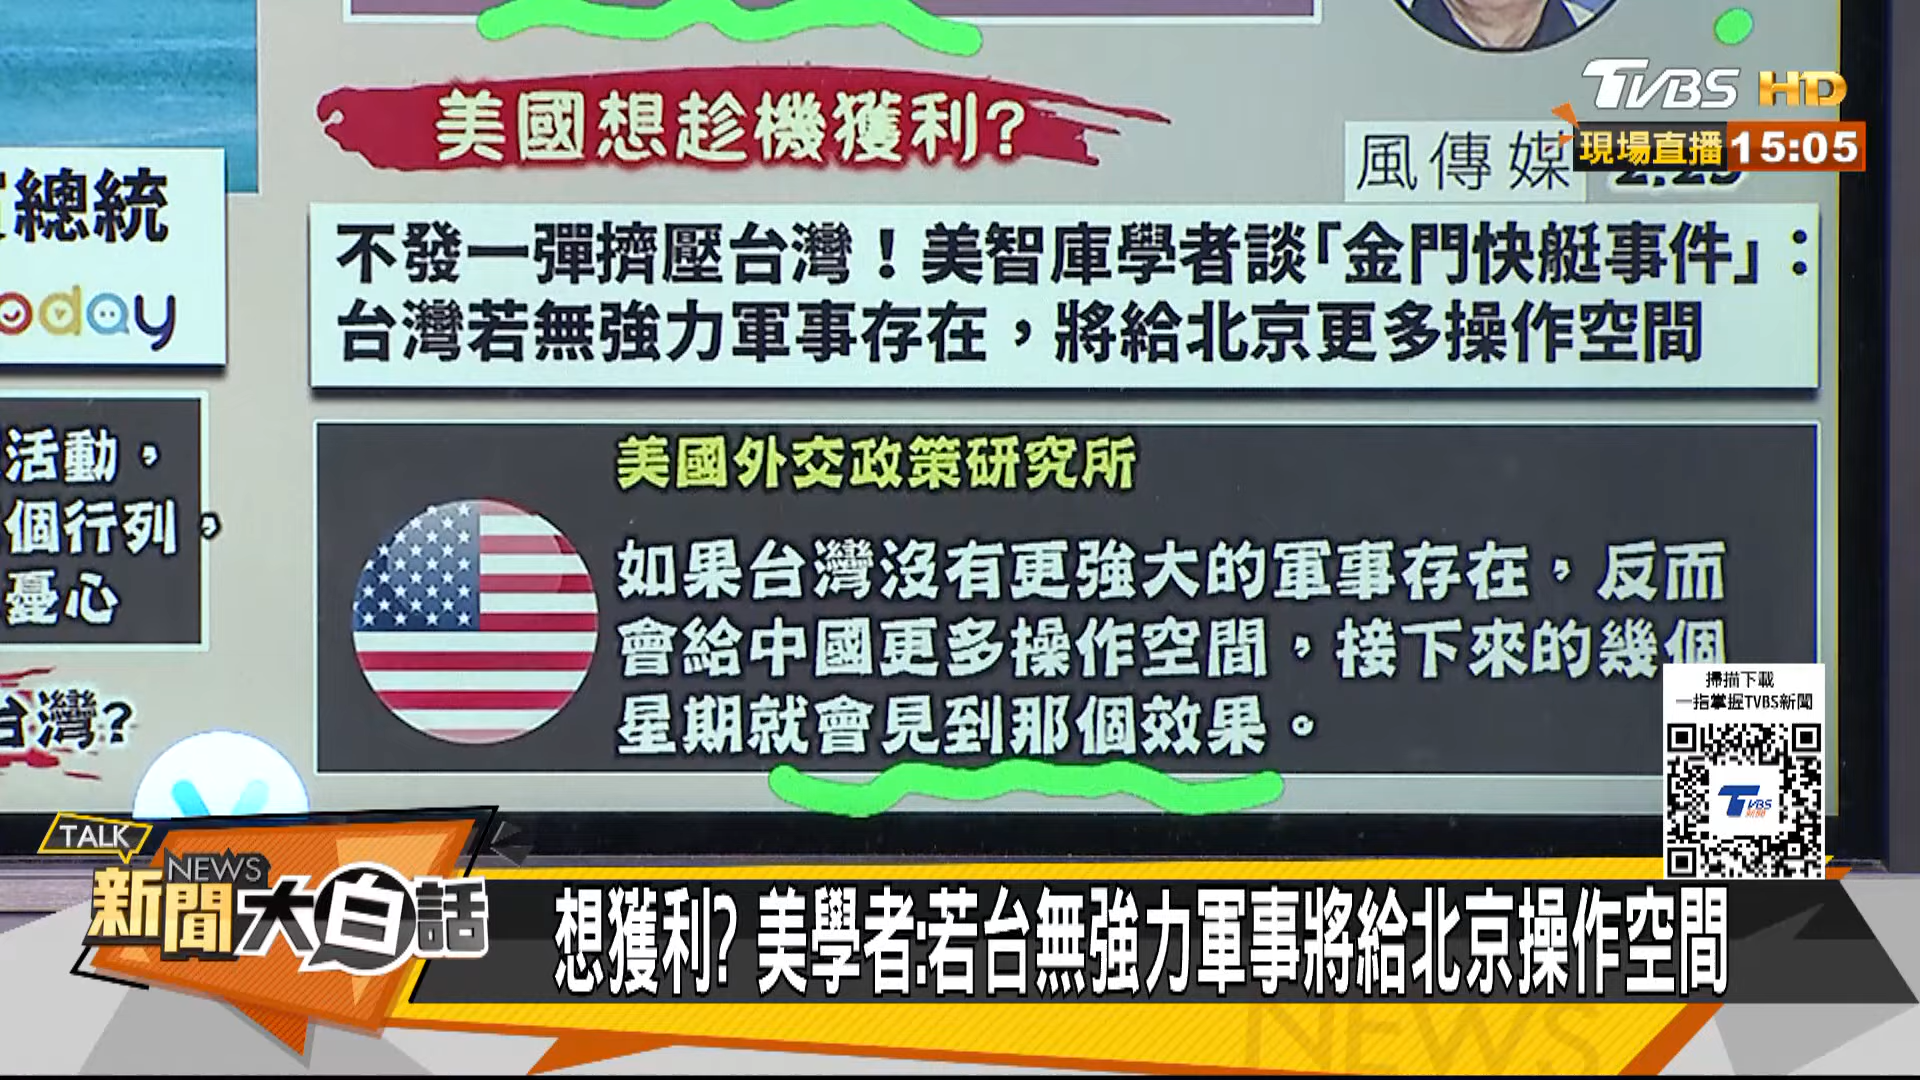 美國想趁機獲利?
TVBS HD
現場直播 15:05
風傳媒
總統
oday
不發一彈擠壓台灣！美智庫學者談「金門快艇事件」：
台灣若無強力軍事存在，將給北京更多操作空間
活動，
個行列，
憂心
台灣?
美國外交政策研究所
如果台灣沒有更強大的軍事存在，反而
會給中國更多操作空間，接下來的幾個
星期就會見到那個效果。
掃描下載
一指掌握TVBS新聞
TVBS
新聞
TALK
NEWS
新聞大白話
想獲利? 美學者:若台無強力軍事將給北京操作空間
NEWS